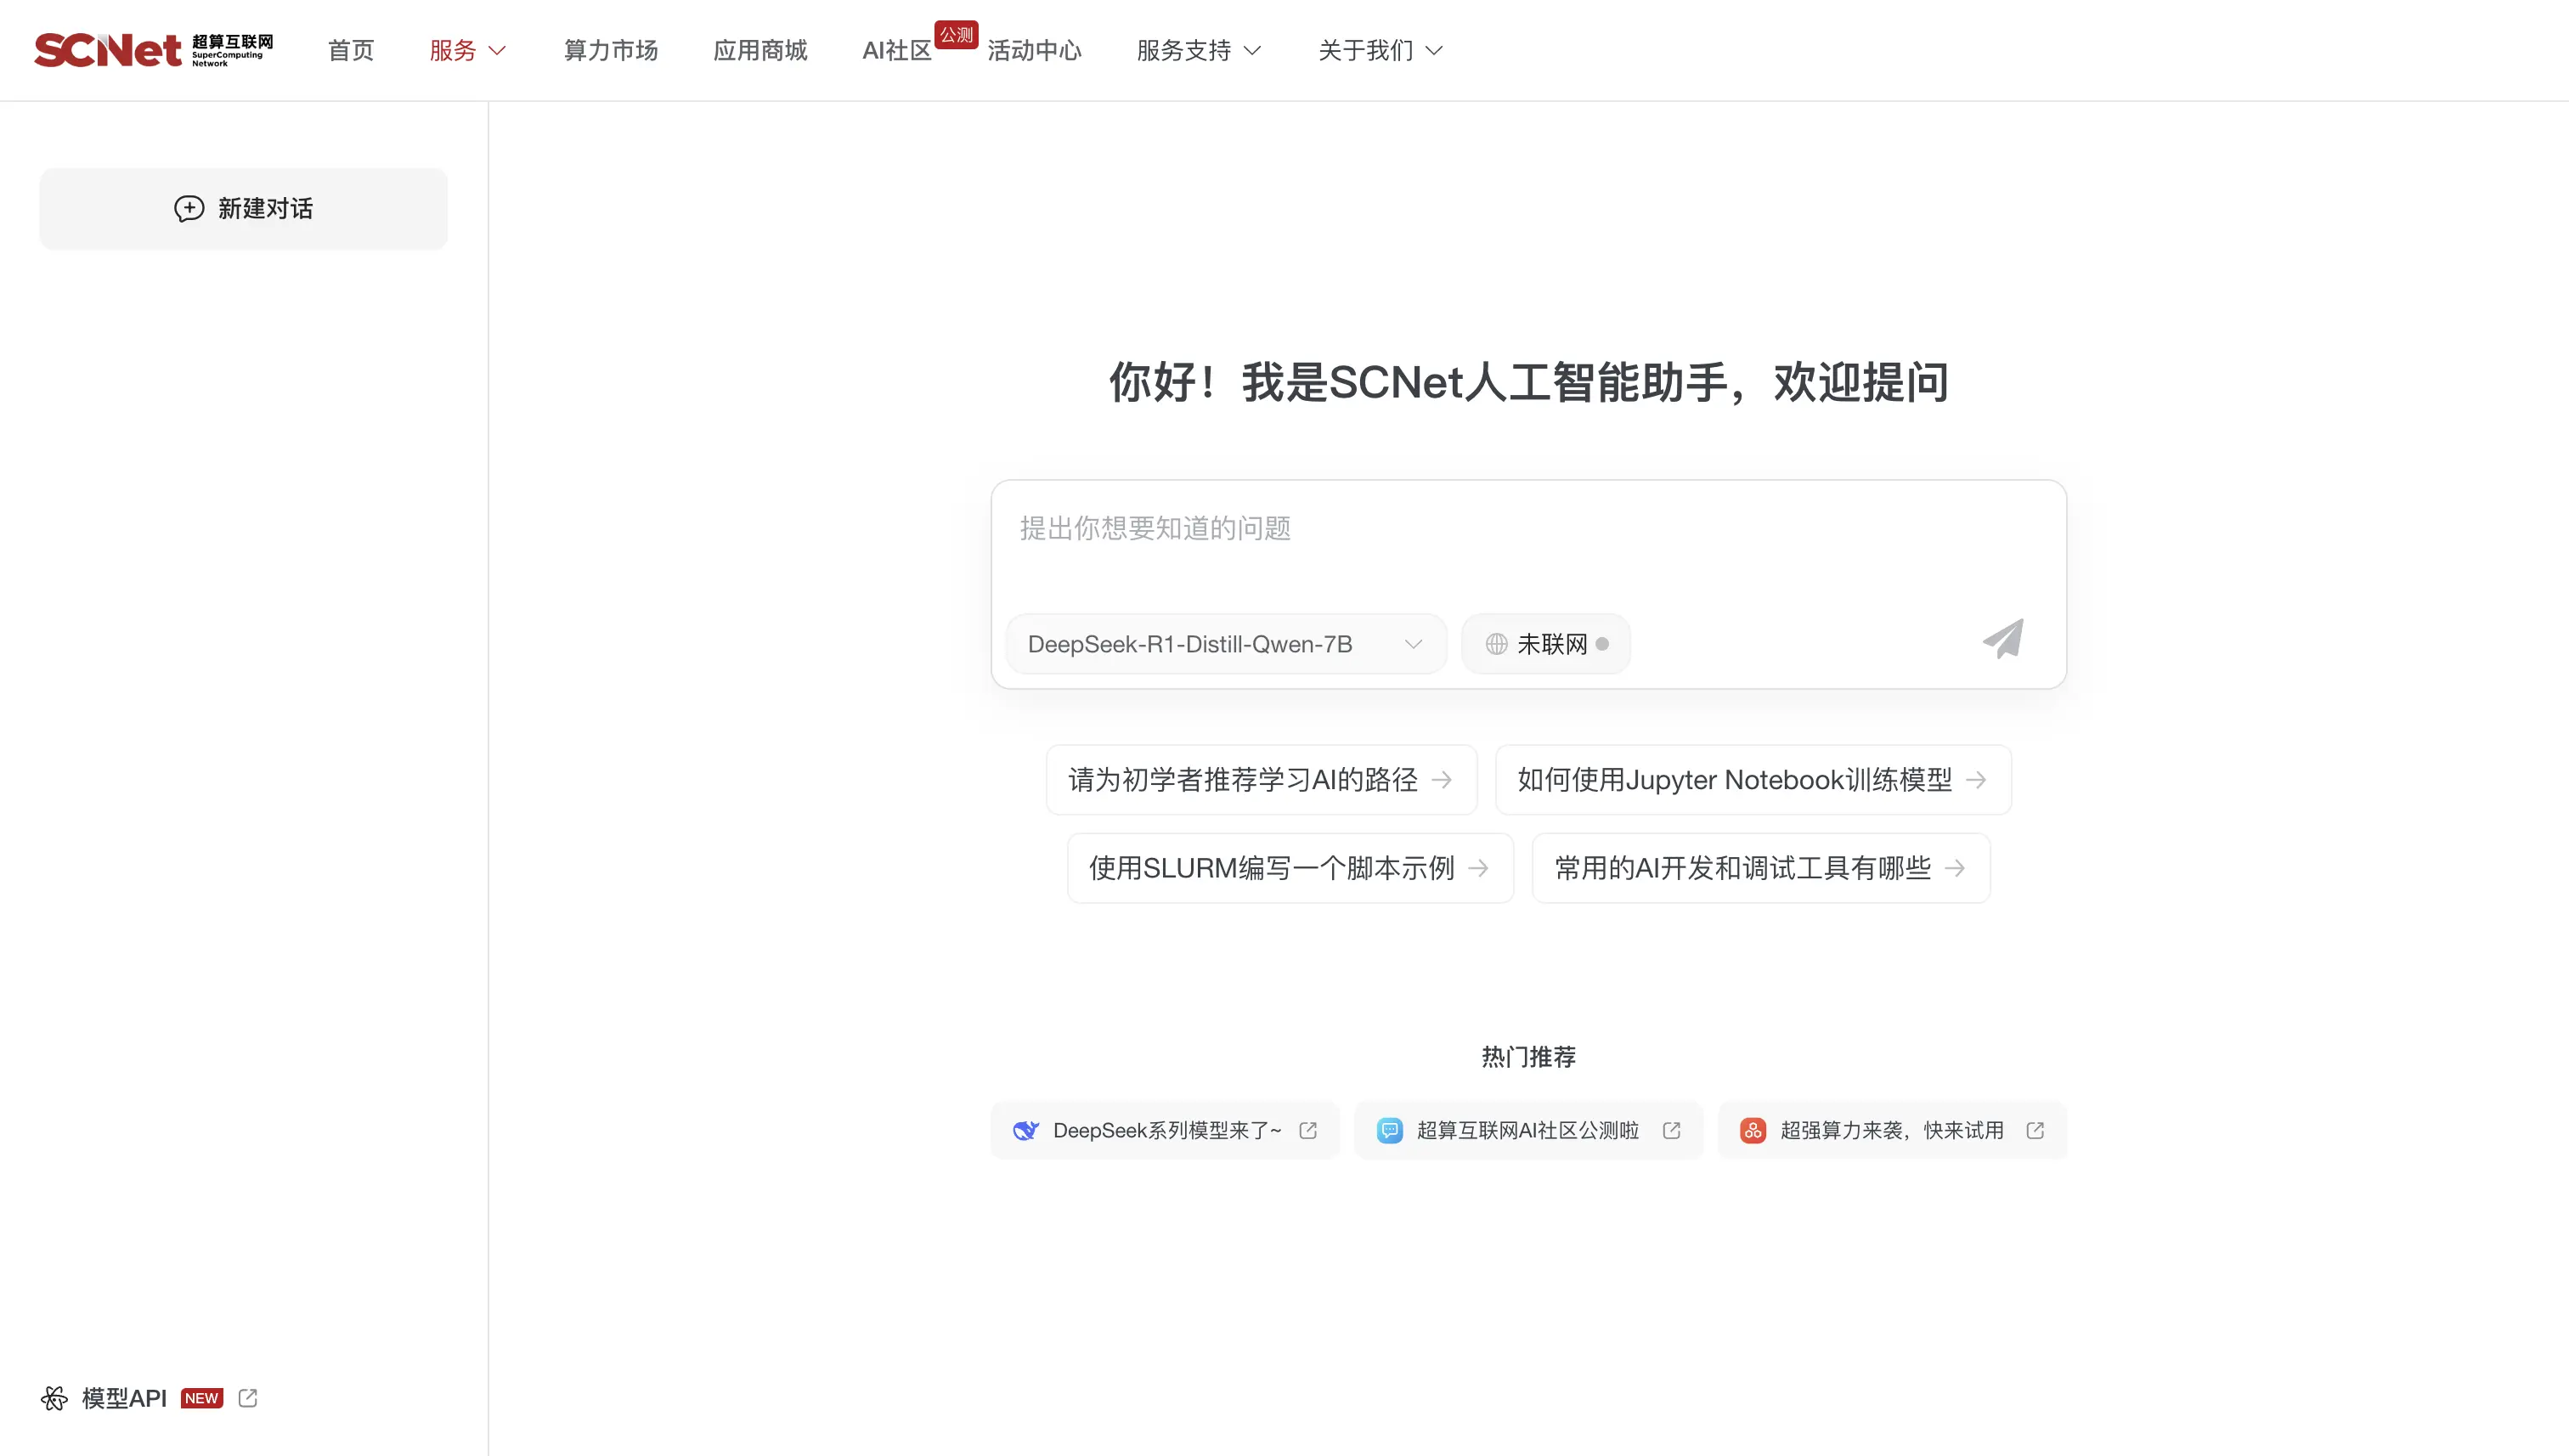 SCNet 超算互联网 SuperComputing Network
首页 服务 算力市场 应用商城 AI社区 公测 活动中心 服务支持 关于我们
新建对话
你好！我是SCNet人工智能助手，欢迎提问
提出你想要知道的问题
DeepSeek-R1-Distill-Qwen-7B 未联网
请为初学者推荐学习AI的路径 → 如何使用Jupyter Notebook训练模型 →
使用SLURM编写一个脚本示例 → 常用的AI开发和调试工具有哪些 →
热门推荐
DeepSeek系列模型来了~ 超算互联网AI社区公测啦 超强算力来袭，快来试用
模型API NEW